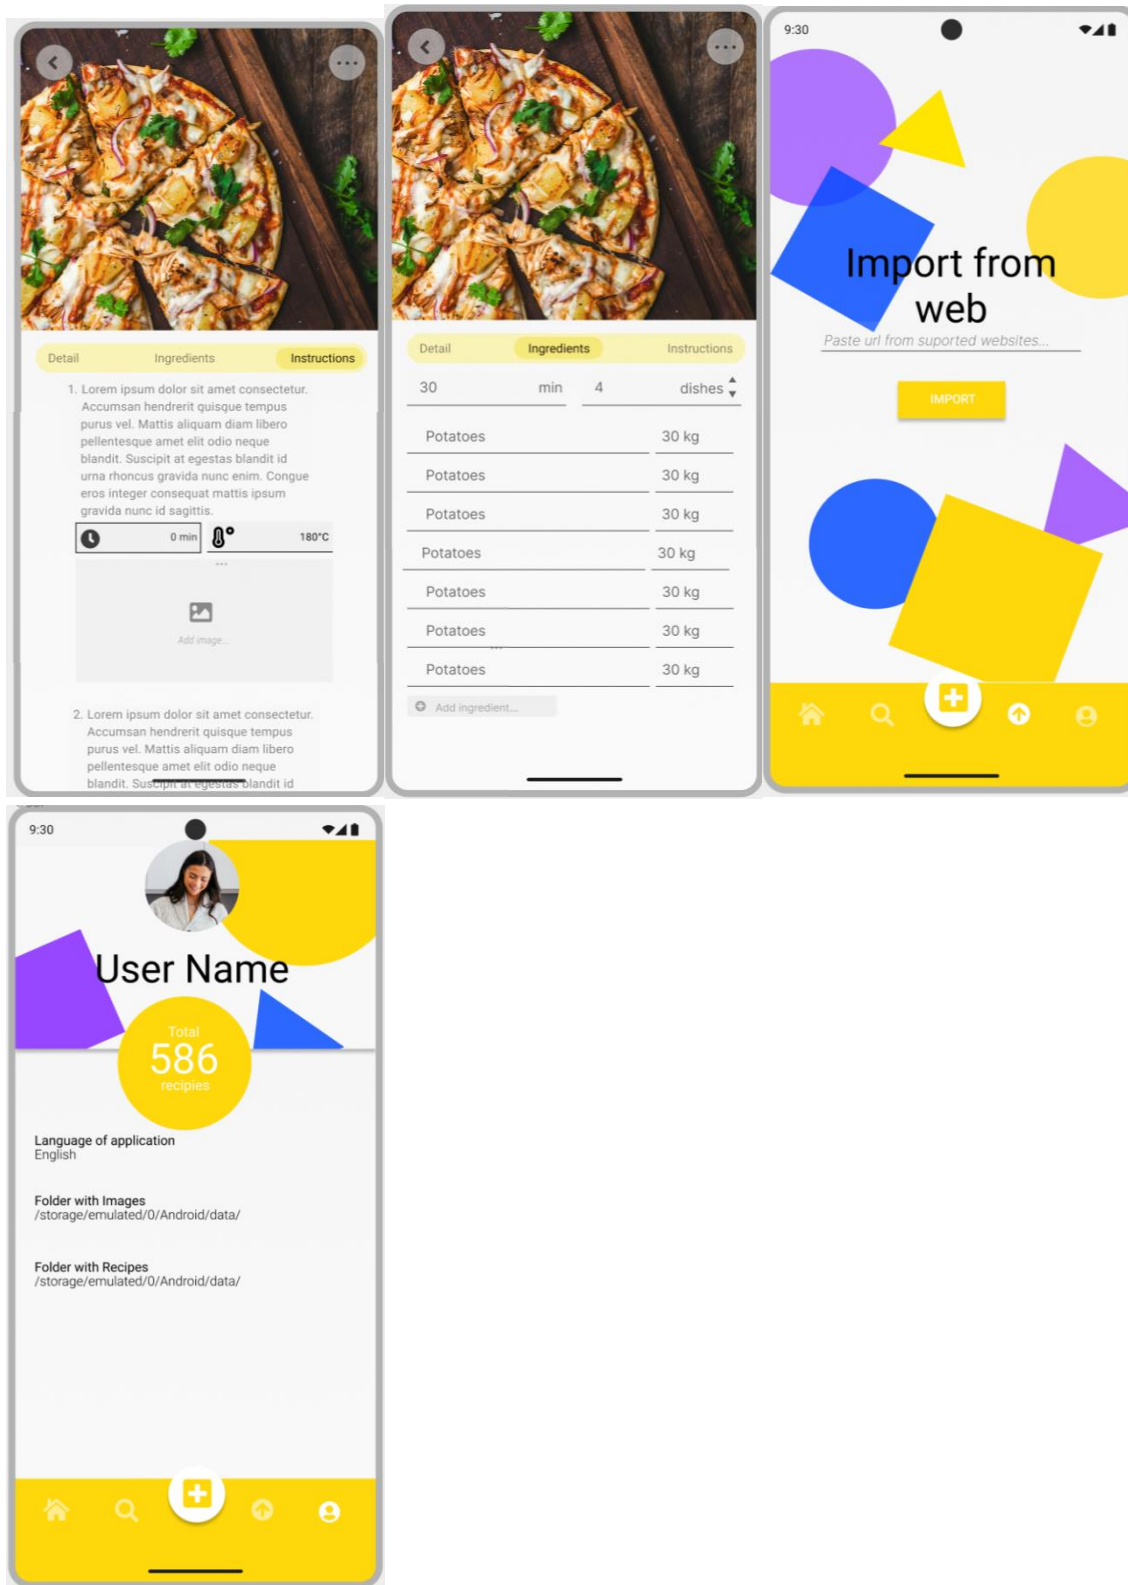 Detail Ingredients Instructions
1. Lorem ipsum dolor sit amet consectetur.
Accumsan hendrerit quisque tempus
purus vel. Mattis aliquam diam libero
pellentesque amet elit odio neque
blandit. Suscipit at egestas blandit id
urna rhoncus gravida nunc enim. Congue
eros integer consequat mattis ipsum
gravida nunc id sagittis.
0 min 180°C
Add image...
2. Lorem ipsum dolor sit amet consectetur.
Accumsan hendrerit quisque tempus
purus vel. Mattis aliquam diam libero
pellentesque amet elit odio neque
blandit. Suscipit at egestas blandit id
Detail Ingredients Instructions
30 min 4 dishes
Potatoes 30 kg
Potatoes 30 kg
Potatoes 30 kg
Potatoes 30 kg
Potatoes 30 kg
Potatoes 30 kg
Potatoes 30 kg
Add ingredient...
9:30
Import from
web
Paste url from suported websites...
IMPORT
9:30
User Name
Total
586
recipies
Language of application
English
Folder with Images
/storage/emulated/0/Android/data/
Folder with Recipes
/storage/emulated/0/Android/data/